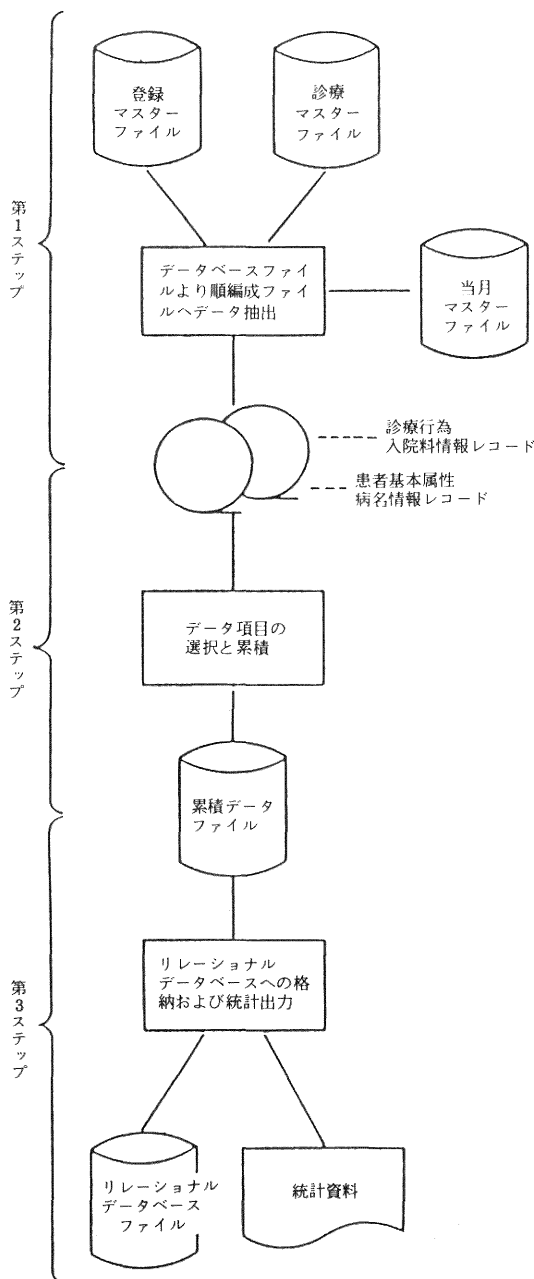 第1ステップ
登録
マスター
ファイル
診療
マスター
ファイル
データベースファイ
ルより順編成ファイ
ルへデータ抽出
当月
マスター
ファイル
診療行為
入院料情報レコード
患者基本属性
病名情報レコード
第2ステップ
データ項目の
選択と累積
累積データ
ファイル
第3ステップ
リレーショナル
データベースへの格
納および統計出力
リレーショナル
データベース
ファイル
統計資料